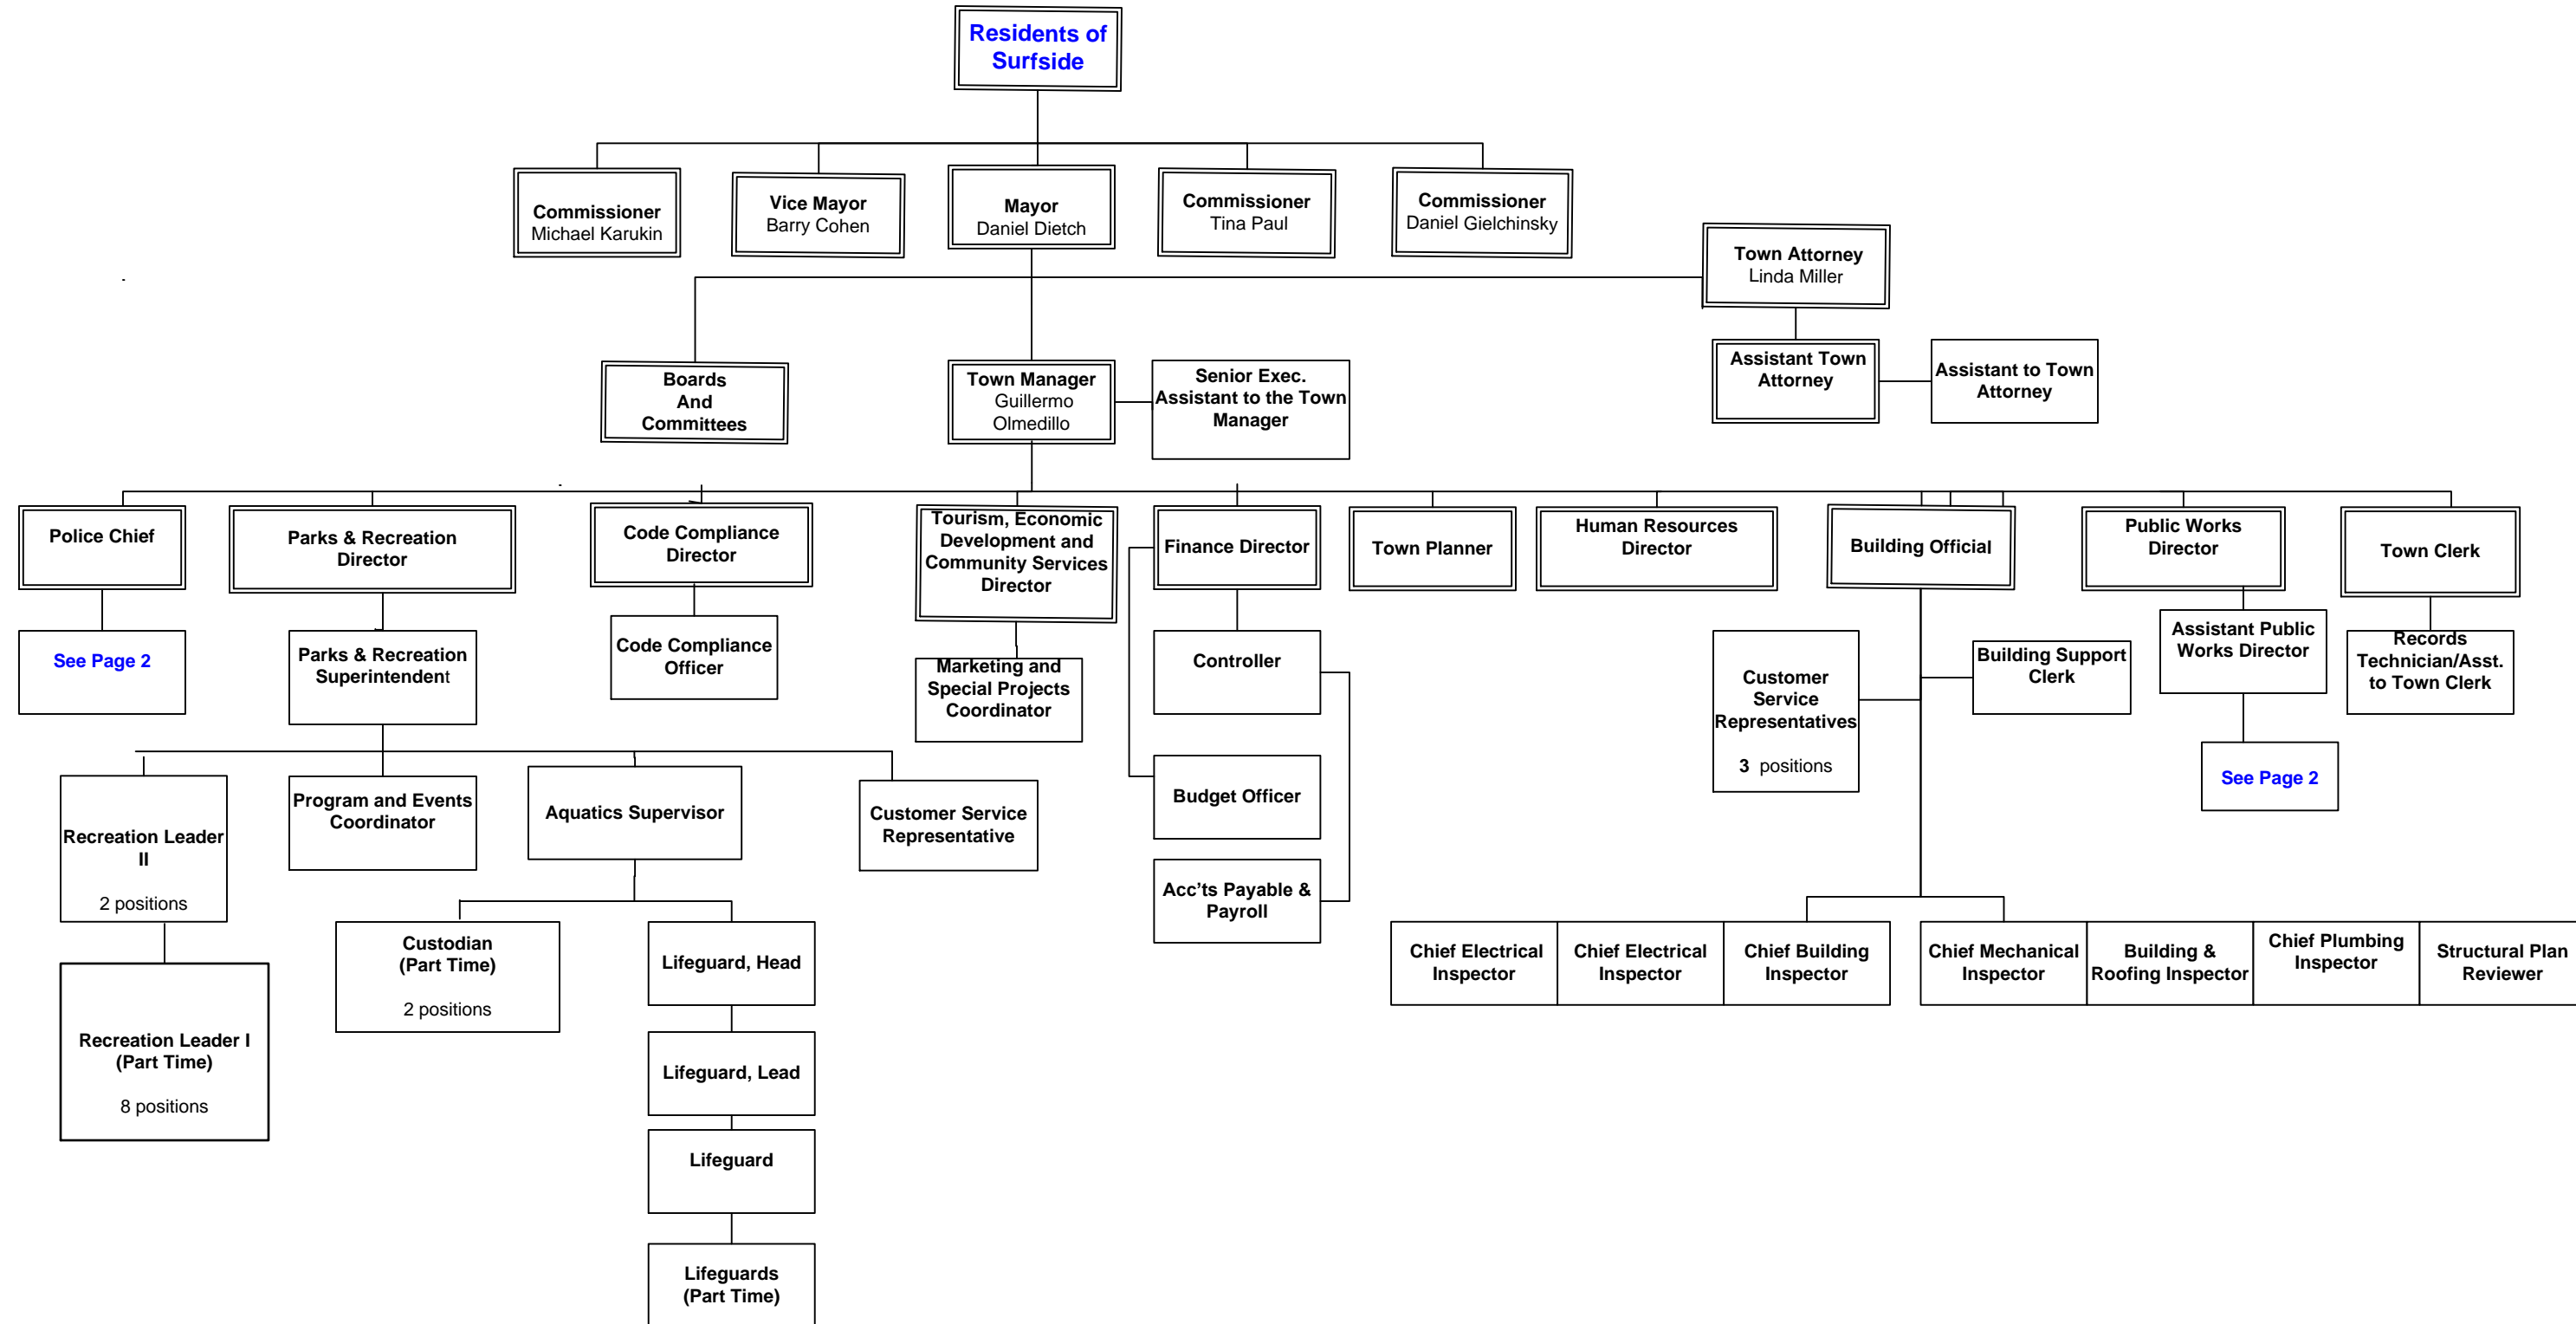 Residents of
Surfside
Commissioner
Michael Karukin
Vice Mayor
Barry Cohen
Mayor
Daniel Dietch
Commissioner
Tina Paul
Commissioner
Daniel Gielchinsky
Town Attorney
Linda Miller
Boards
And
Committees
Town Manager
Guillermo
Olmedillo
Senior Exec.
Assistant to the Town
Manager
Assistant Town
Attorney
Assistant to Town
Attorney
Police Chief
Parks & Recreation
Director
Code Compliance
Director
Tourism, Economic
Development and
Community Services
Director
Finance Director
Town Planner
Human Resources
Director
Building Official
Public Works
Director
Town Clerk
See Page 2
Parks & Recreation
Superintendent
Code Compliance
Officer
Marketing and
Special Projects
Coordinator
Controller
Customer
Service
Representatives
3 positions
Building Support
Clerk
Assistant Public
Works Director
Records
Technician/Asst.
to Town Clerk
See Page 2
Recreation Leader
II
2 positions
Program and Events
Coordinator
Aquatics Supervisor
Customer Service
Representative
Budget Officer
Acc'ts Payable &
Payroll
Recreation Leader I
(Part Time)
8 positions
Custodian
(Part Time)
2 positions
Lifeguard, Head
Lifeguard, Lead
Lifeguard
Lifeguards
(Part Time)
Chief Electrical
Inspector
Chief Electrical
Inspector
Chief Building
Inspector
Chief Mechanical
Inspector
Building &
Roofing Inspector
Chief Plumbing
Inspector
Structural Plan
Reviewer